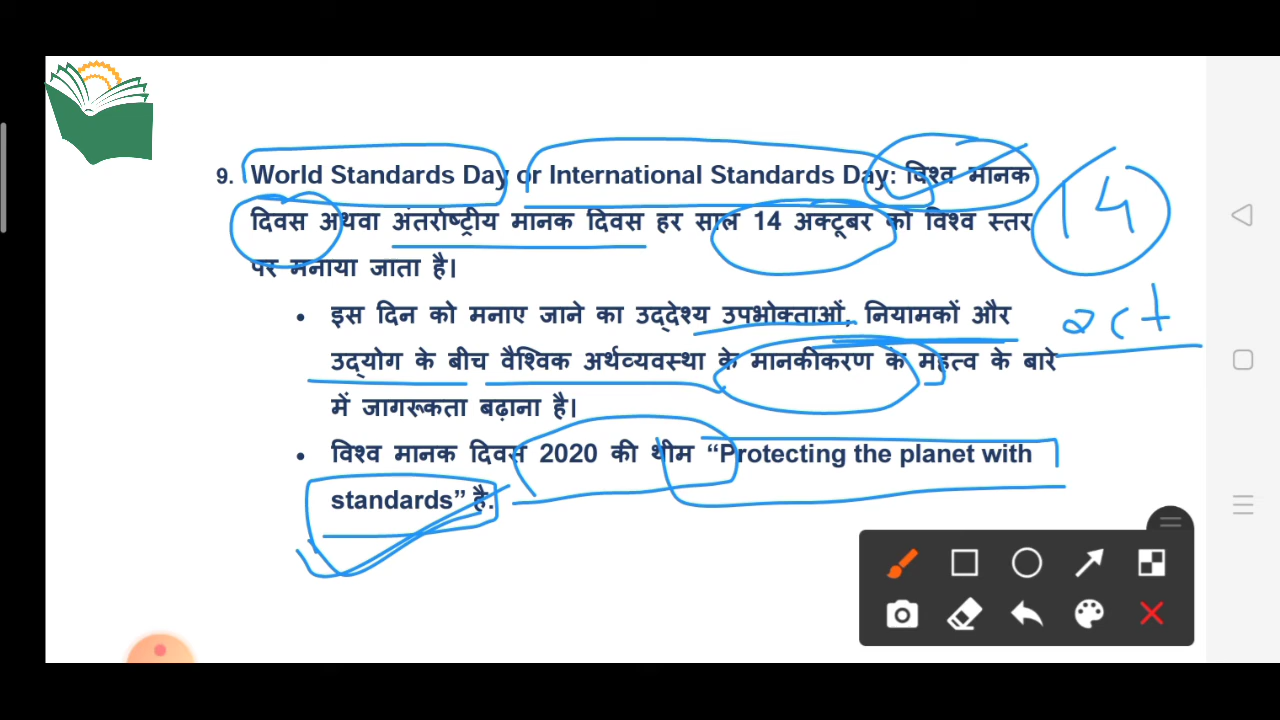 9. World Standards Day or International Standards Day: विश्व मानक
दिवस अथवा अंतर्राष्ट्रीय मानक दिवस हर साल 14 अक्टूबर को विश्व स्तर
पर मनाया जाता है।
14
oct
• इस दिन को मनाए जाने का उद्देश्य उपभोक्ताओं, नियामकों और
उद्योग के बीच वैश्विक अर्थव्यवस्था के मानकीकरण के महत्व के बारे
में जागरूकता बढ़ाना है।
• विश्व मानक दिवस 2020 की थीम “Protecting the planet with
standards” है.